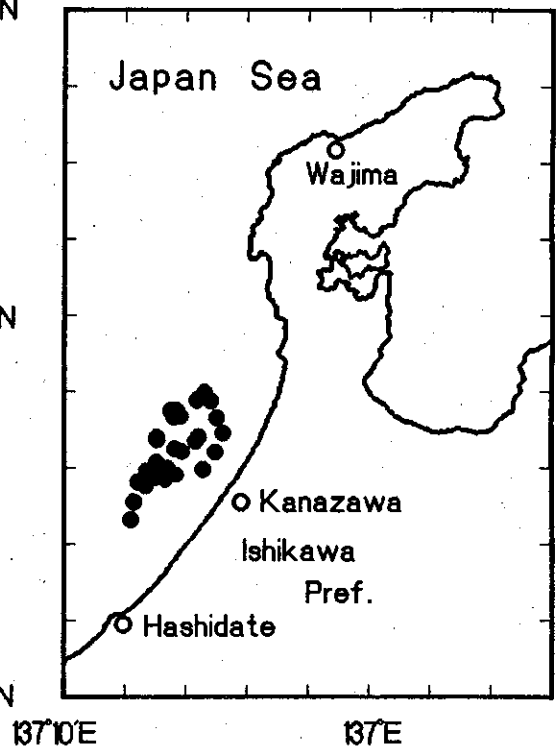 N
Japan Sea
Wajima
N
Kanazawa
Ishikawa
Pref.
Hashidate
N
137°10'E
137°E